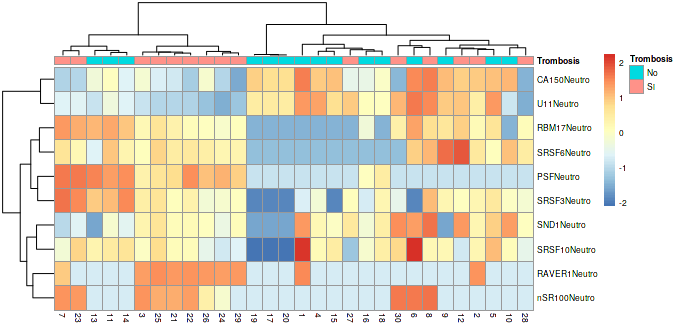 Trombosis
CA150Neutro
U11Neutro
RBM17Neutro
SRSF6Neutro
PSFNeutro
SRSF3Neutro
SND1Neutro
SRSF10Neutro
RAVER1Neutro
nSR100Neutro
7 23 13 11 14 3 25 21 22 26 24 29 19 17 20 1 4 15 27 16 18 30 6 8 9 12 2 5 10 28
2
1
0
-1
-2
Trombosis
No
SI